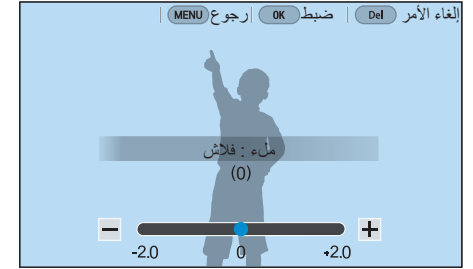 إلغاء الأمر Del | ضبط OK | رجوع MENU |
ملء : فلاش
(0)
− +
-2.0 0 +2.0